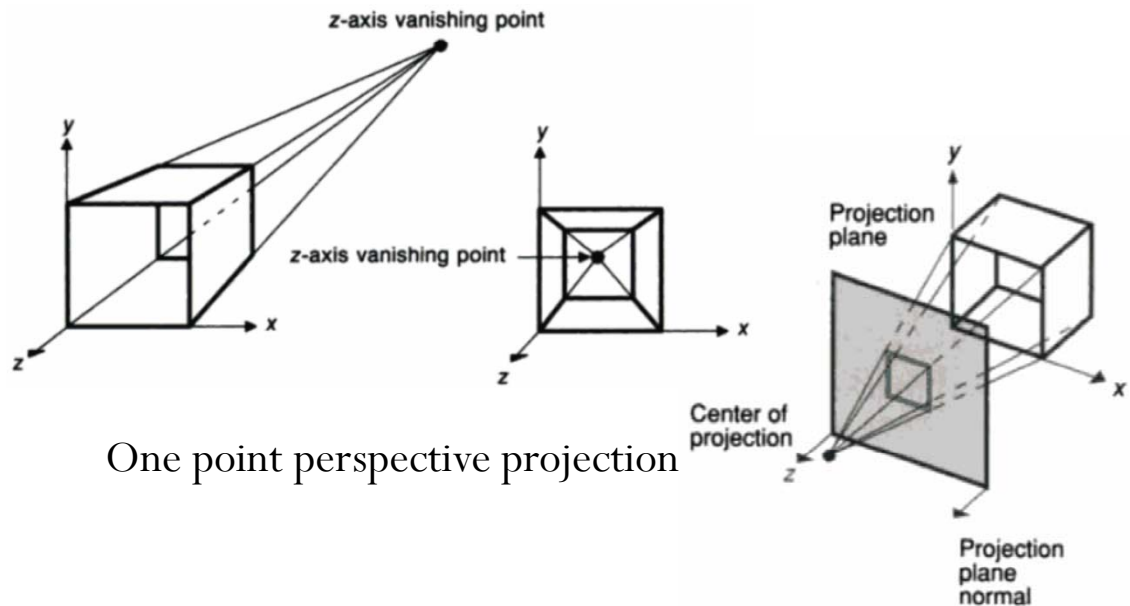 z-axis vanishing point
y
x
z
y
z-axis vanishing point
x
z
y
Projection
plane
x
Center of
projection
z
Projection
plane
normal
One point perspective projection